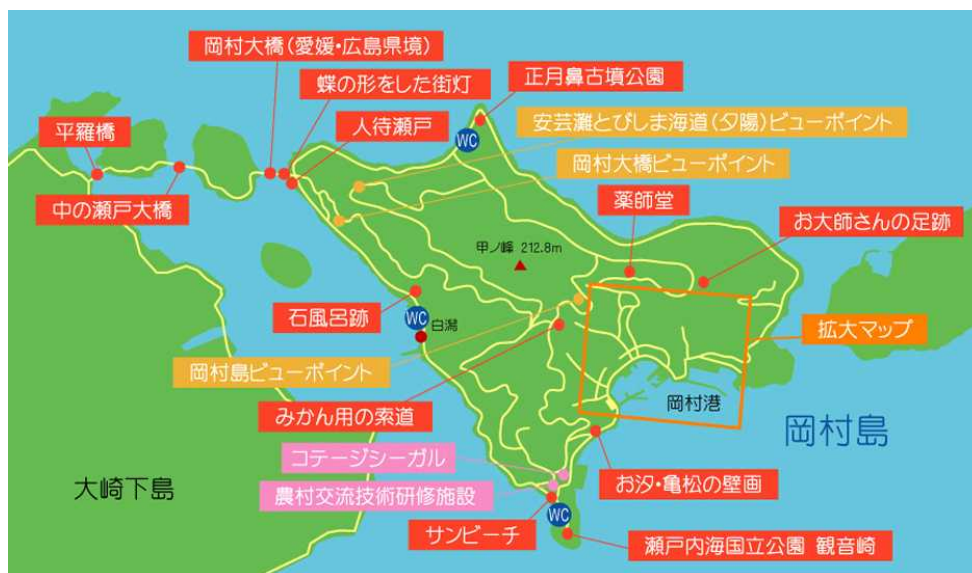 岡村大橋(愛媛・広島県境)
蝶の形をした街灯
正月鼻古墳公園
平羅橋
人待瀬戸
WC
安芸灘とびしま海道(夕陽)ビューポイント
岡村大橋ビューポイント
中の瀬戸大橋
薬師堂
お大師さんの足跡
甲ノ峰 212.8m
石風呂跡
WC
白潟
拡大マップ
岡村島ビューポイント
みかん用の索道
岡村港
岡村島
コテージシーガル
大崎下島
農村交流技術研修施設
お汐・亀松の壁画
サンビーチ
WC
瀬戸内海国立公園 観音崎